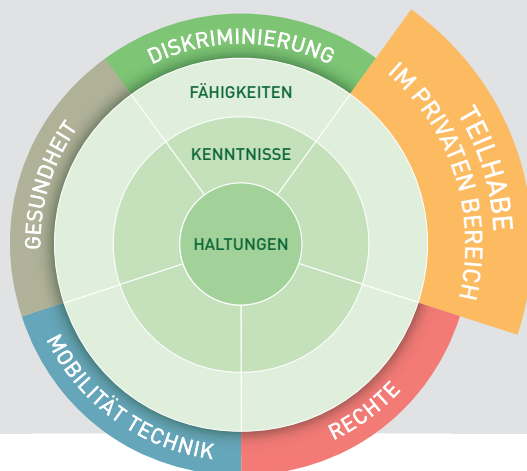 DISKRIMINIERUNG
FÄHIGKEITEN
KENNTNISSE
HALTUNGEN
TEILHABE
IM PRIVATEN BEREICH
GESUNDHEIT
MOBILITÄT TECHNIK
RECHTE